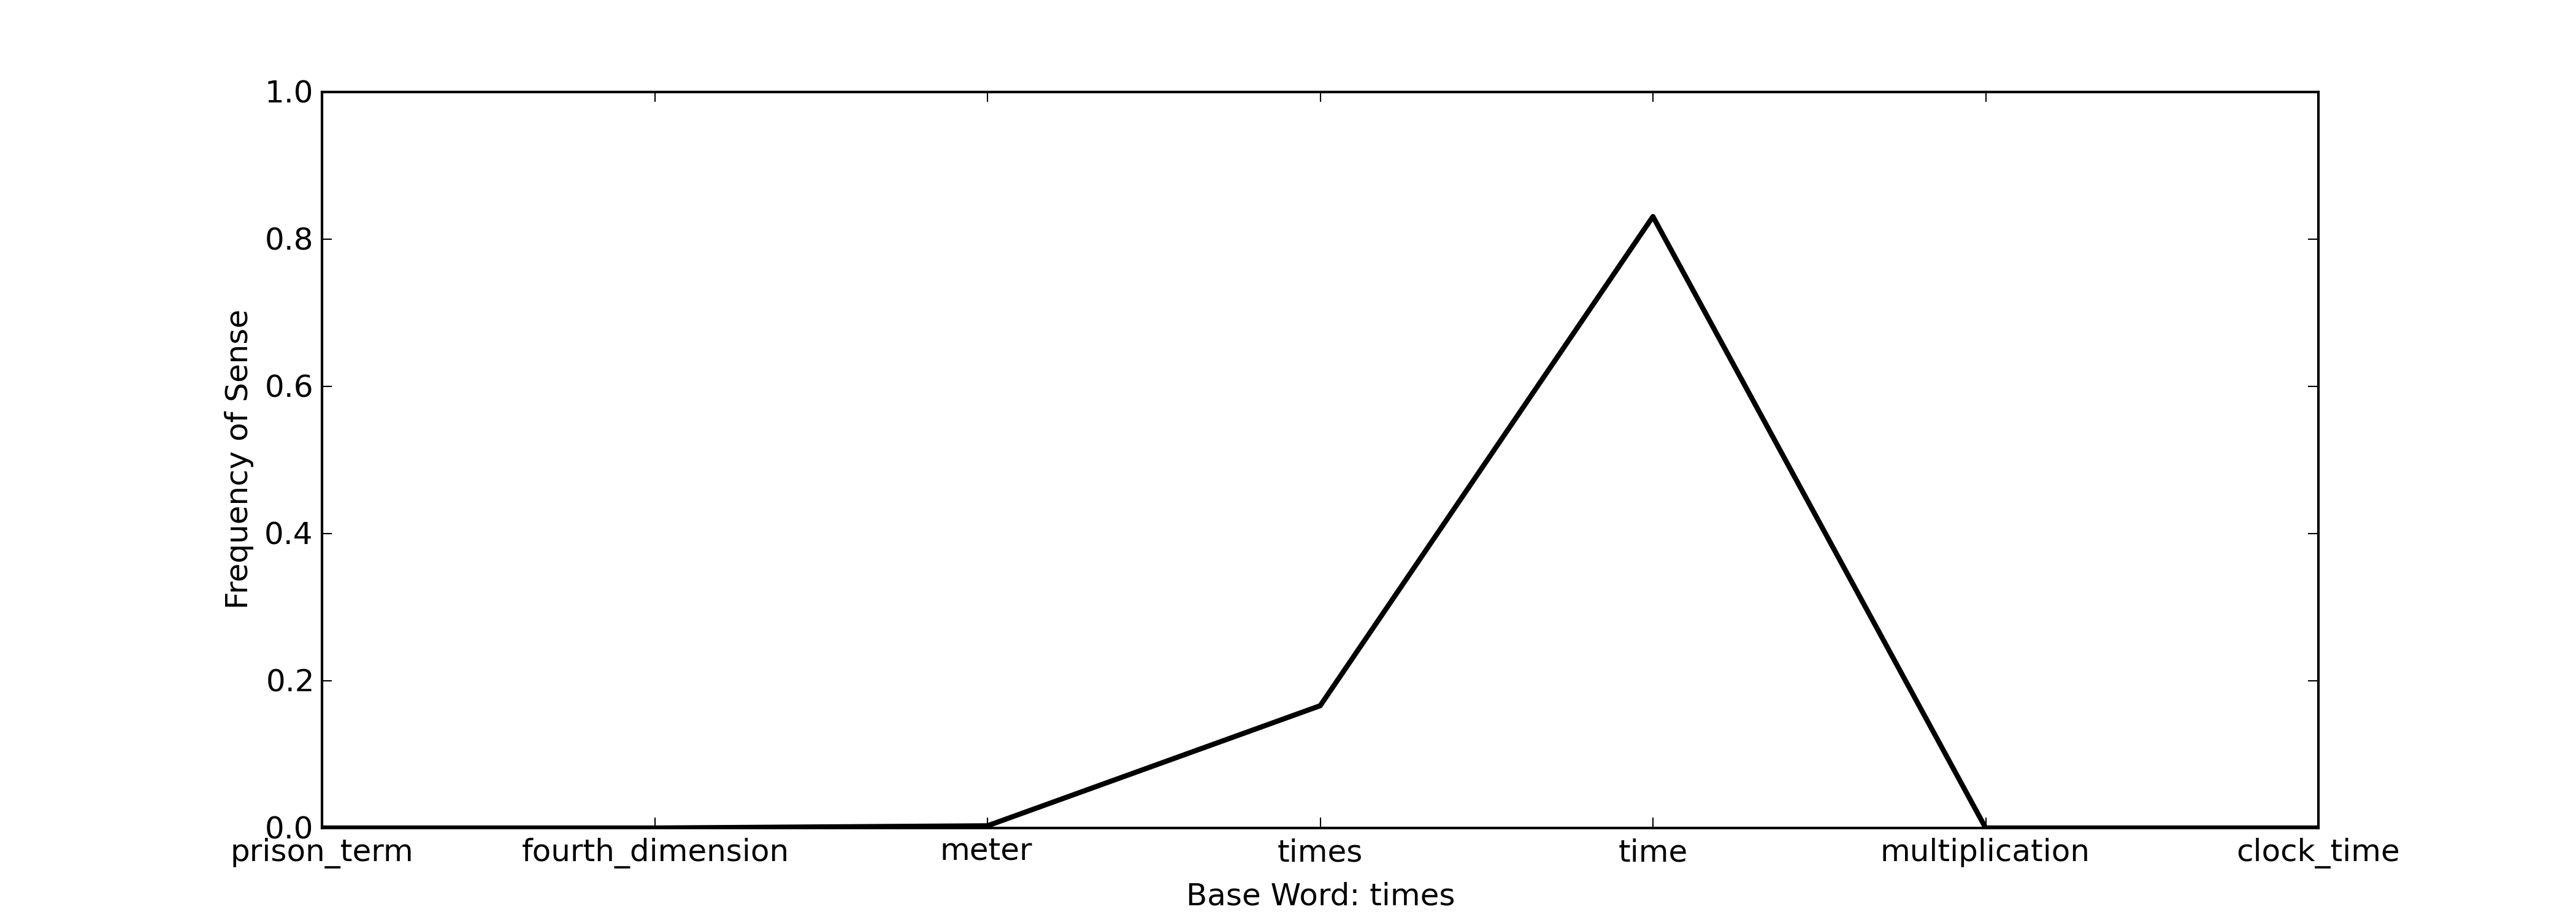 1.0
0.8
0.6
0.4
0.2
0.0
Frequency of Sense
prison_term fourth_dimension meter times time multiplication clock_time
Base Word: times